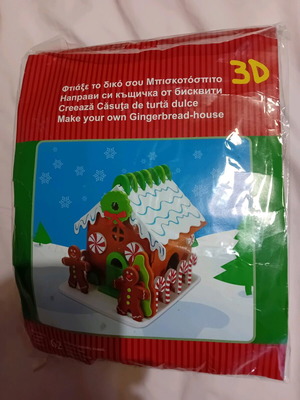 Φτιάξε το δικό σου Μπισκοτόσπιτο
Направи си къщичка от бисквити
Creează Căsuța de turtă dulce
Make your own Gingerbread-house
3D